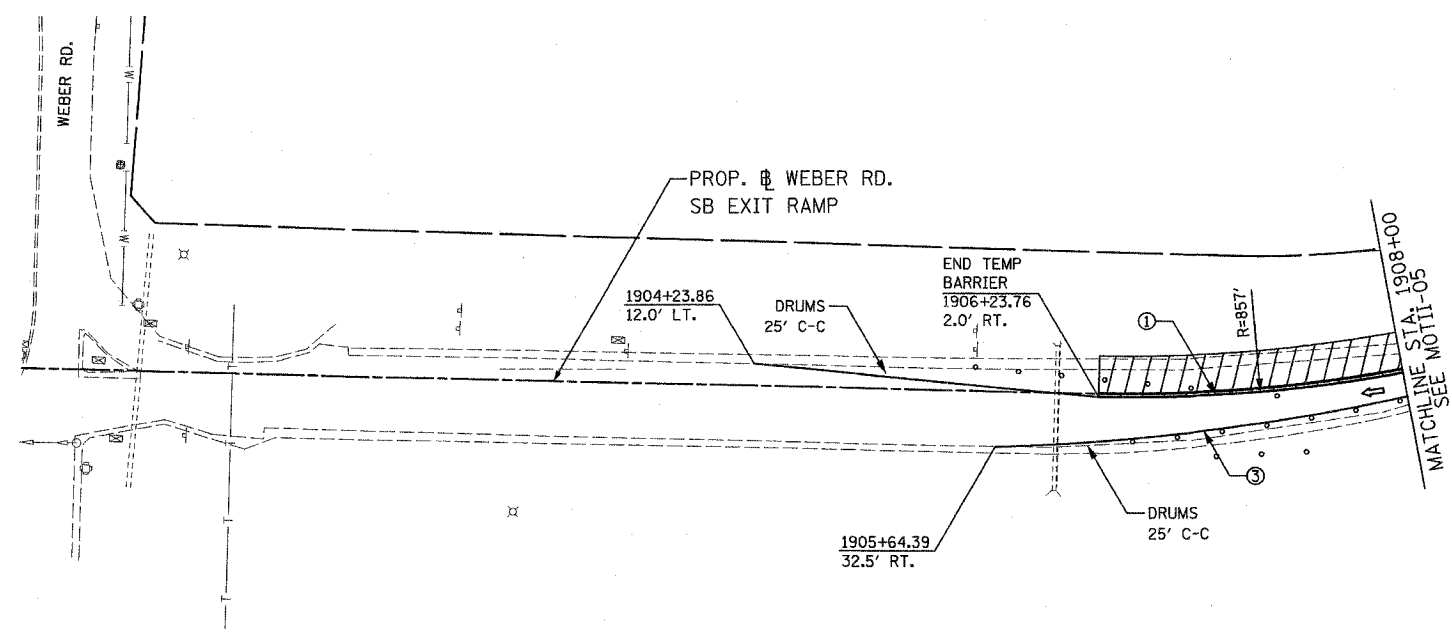 WEBER RD.
W
W
W
PROP. ℄ WEBER RD.
SB EXIT RAMP
END TEMP
BARRIER
1906+23.76
2.0' RT.
1904+23.86
12.0' LT.
DRUMS
25' C-C
1
R=857'
MATCHLINE STA. 1908+00
SEE MOTII-05
T
3
DRUMS
25' C-C
1905+64.39
32.5' RT.
T
T